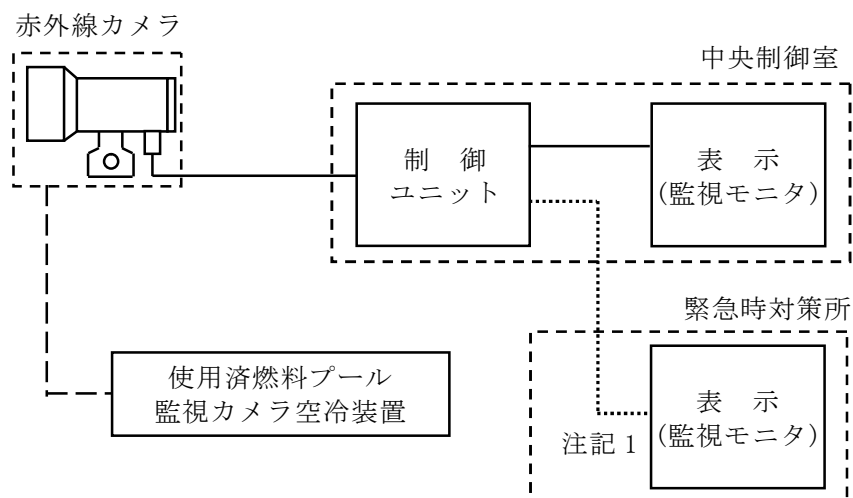 赤外線カメラ
中央制御室
制　御
ユニット
表　示
(監視モニタ)
緊急時対策所
使用済燃料プール
監視カメラ空冷装置
表　示
(監視モニタ)
注記 1